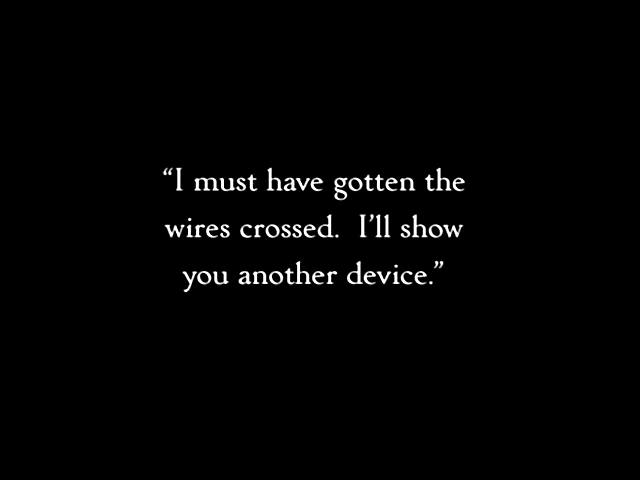 “I must have gotten the
wires crossed.  I’ll show
you another device.”